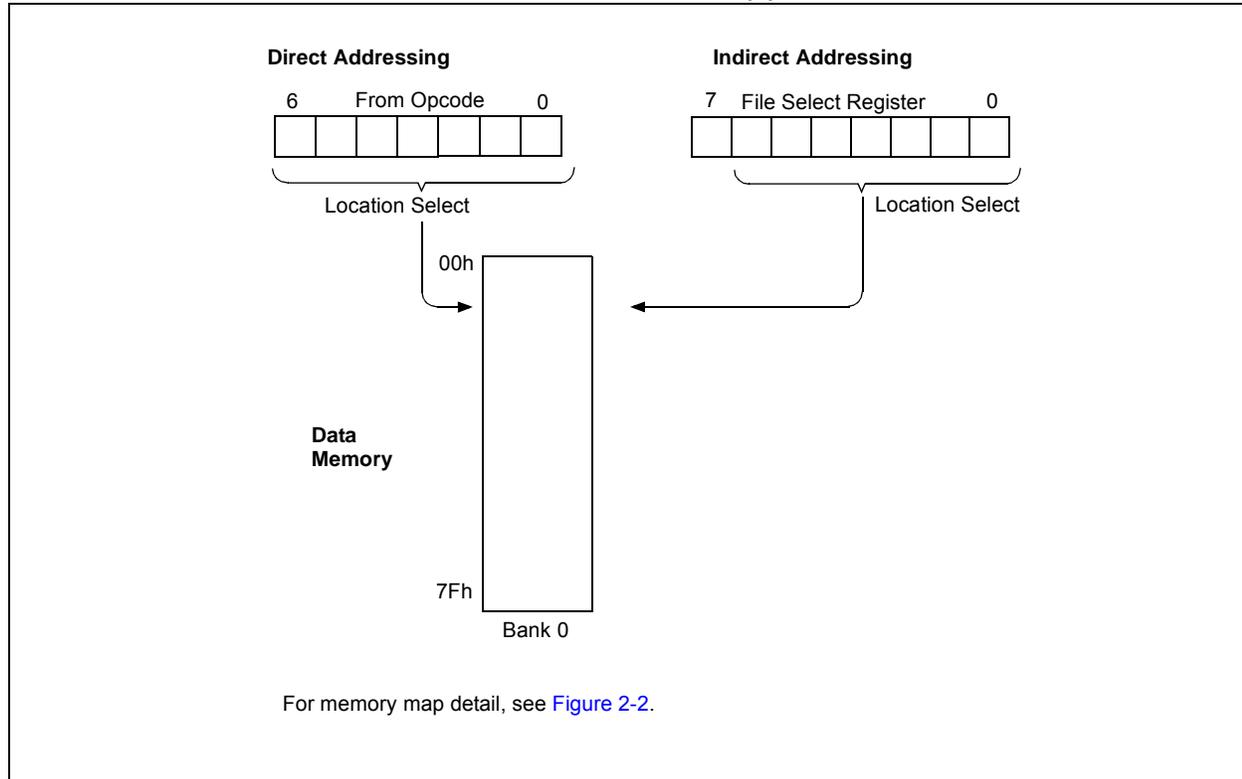 Direct Addressing
Indirect Addressing
6 From Opcode 0
7 File Select Register 0
Location Select
Location Select
00h
Data
Memory
7Fh
Bank 0
For memory map detail, see Figure 2-2.